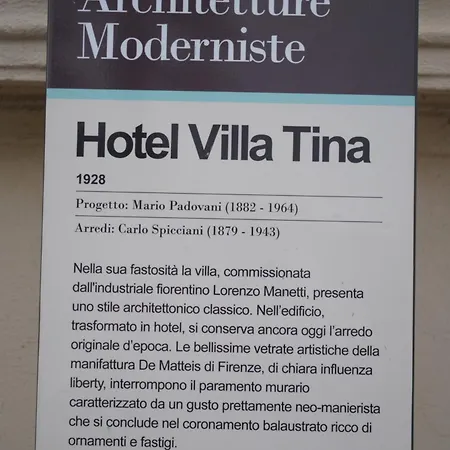 Architetture
Moderniste
Hotel Villa Tina
1928
Progetto: Mario Padovani (1882 - 1964)
Arredi: Carlo Spicciani (1879 - 1943)
Nella sua fastosità la villa, commissionata
dall'industriale fiorentino Lorenzo Manetti, presenta
uno stile architettonico classico. Nell'edificio,
trasformato in hotel, si conserva ancora oggi l'arredo
originale d'epoca. Le bellissime vetrate artistiche della
manifattura De Matteis di Firenze, di chiara influenza
liberty, interrompono il paramento murario
caratterizzato da un gusto prettamente neo-manierista
che si conclude nel coronamento balaustrato ricco di
ornamenti e fastigi.